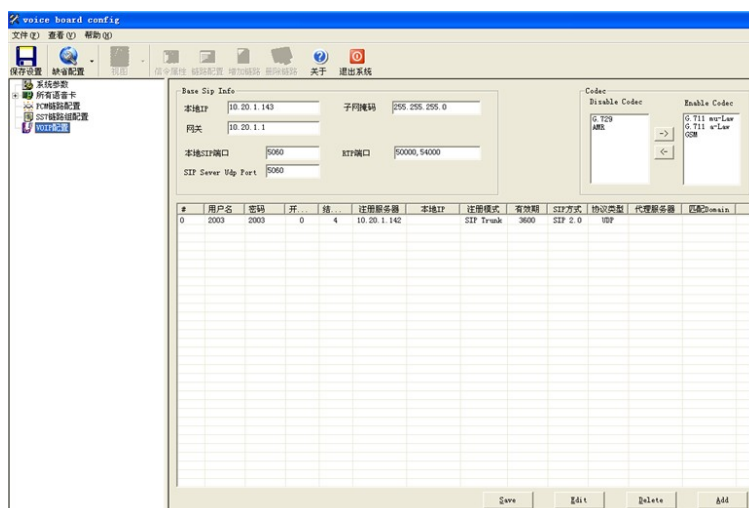 voice board config
文件(F) 查看(V) 帮助(H)
保存设置 缺省配置 视图 信令属性 链路配置 增加链路 删除链路 关于 退出系统
系统参数
所有语音卡
PCM链路配置
SS7链路组配置
VOIP配置
Base Sip Info
本地IP 10.20.1.143 子网掩码 255.255.255.0
网关 10.20.1.1
本地SIP端口 5060 RTP端口 50000,54000
SIP Sever Udp Port 5060
Codec
Disable Codec Enable Codec
G.729
AMR
->
<-
G.711 mu-Law
G.711 a-Law
GSM
# 用户名 密码 开... 结... 注册服务器 本地IP 注册模式 有效期 SIP方式 协议类型 代理服务器 匹配Domain
0 2003 2003 0 4 10.20.1.142 SIP Trunk 3600 SIP 2.0 UDP
Save Edit Delete Add